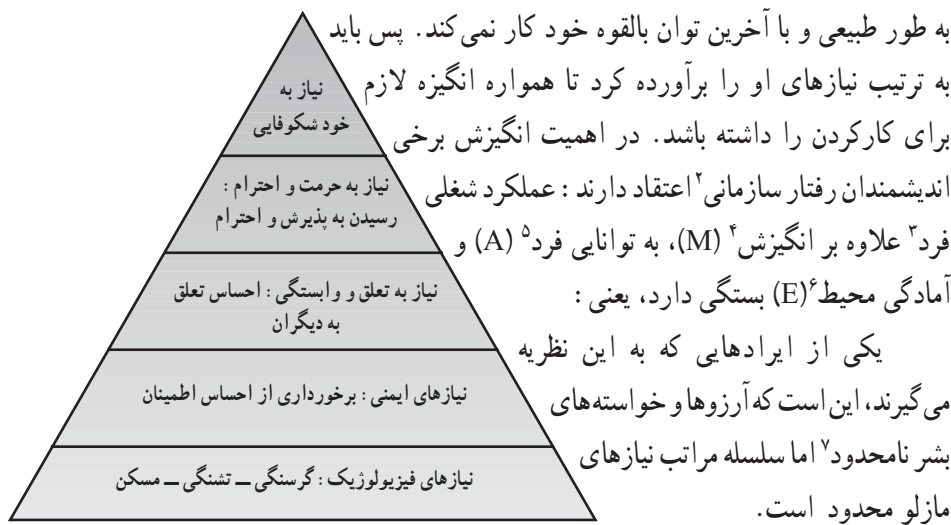 به طور طبیعی و با آخرین توان بالقوه خود کار نمی‌کند. پس باید
به ترتیب نیازهای او را برآورده کرد تا همواره انگیزه لازم
برای کارکردن را داشته باشد. در اهمیت انگیزش برخی
اندیشمندان رفتار سازمانی۲ اعتقاد دارند : عملکرد شغلی
فرد۳ علاوه بر انگیزش۴ (M)، به توانایی فرد۵ (A) و
آمادگی محیط۶ (E) بستگی دارد، یعنی :
یکی از ایرادهایی که به این نظریه
می‌گیرند، این است که آرزوها و خواسته‌های
بشر نامحدود۷ اما سلسله مراتب نیازهای
مازلو محدود است.
نیاز به
خود شکوفایی
نیاز به حرمت و احترام :
رسیدن به پذیرش و احترام
نیاز به تعلق و وابستگی : احساس تعلق
به دیگران
نیازهای ایمنی : برخورداری از احساس اطمینان
نیازهای فیزیولوژیک : گرسنگی ــ تشنگی ــ مسکن